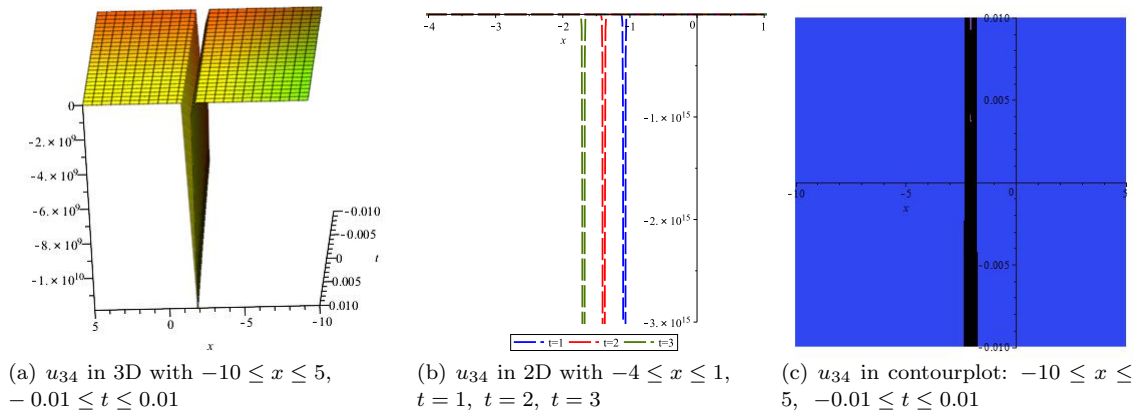 0
-2. × 10⁹
-4. × 10⁹
-6. × 10⁹
-8. × 10⁹
-1. × 10¹⁰
5
0
-5
-10
x
-0.010
-0.005
0
t
0.005
0.010
-4
-3
-2
-1
0
1
x
-1. × 10¹⁵
-2. × 10¹⁵
-3. × 10¹⁵
t=1
t=2
t=3
0.010
0.005
-10
-5
0
5
x
-0.005
-0.010
(a) u₃₄ in 3D with −10 ≤ x ≤ 5,
− 0.01 ≤ t ≤ 0.01
(b) u₃₄ in 2D with −4 ≤ x ≤ 1,
t = 1, t = 2, t = 3
(c) u₃₄ in contourplot: −10 ≤ x ≤
5, −0.01 ≤ t ≤ 0.01